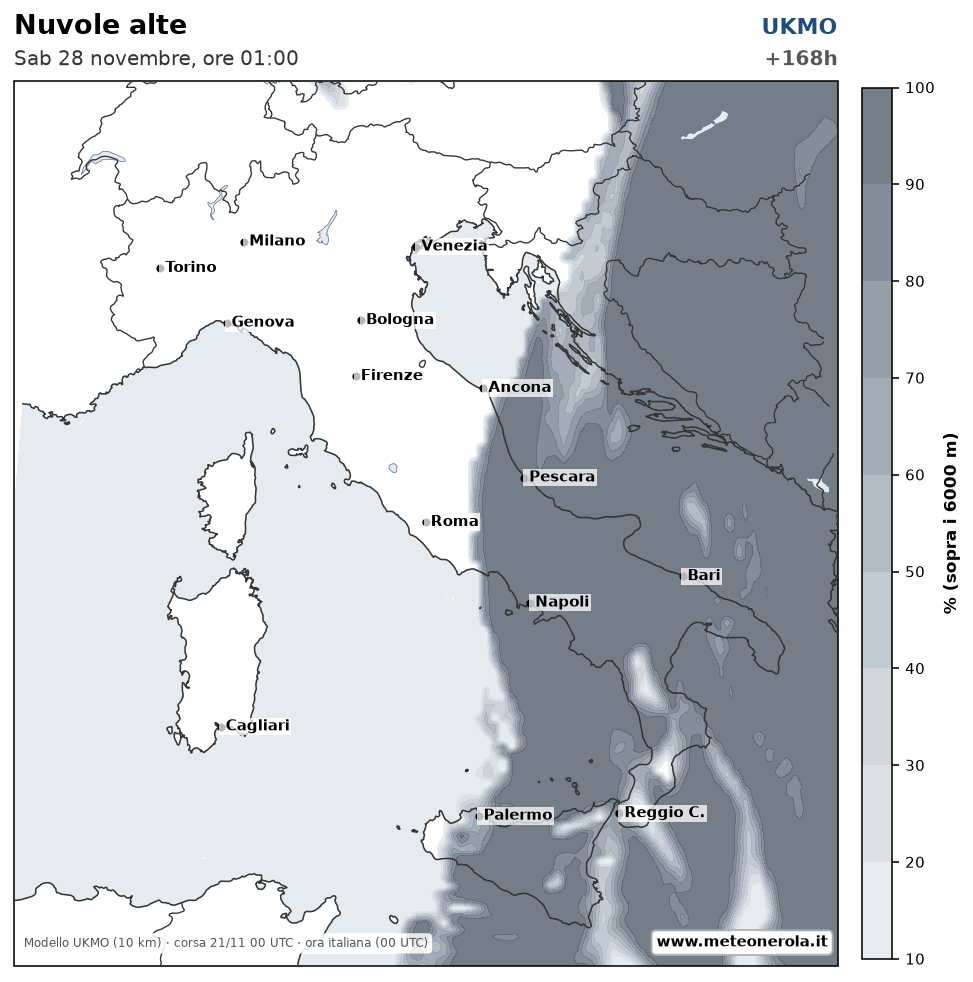 Nuvole alte
UKMO
Sab 28 novembre, ore 01:00
+168h
100
90
80
70
60
50
40
30
20
10
% (sopra i 6000 m)
Milano
Venezia
Torino
Genova
Bologna
Firenze
Ancona
Pescara
Roma
Bari
Napoli
Cagliari
Palermo
Reggio C.
Modello UKMO (10 km) · corsa 21/11 00 UTC · ora italiana (00 UTC)
www.meteonerola.it